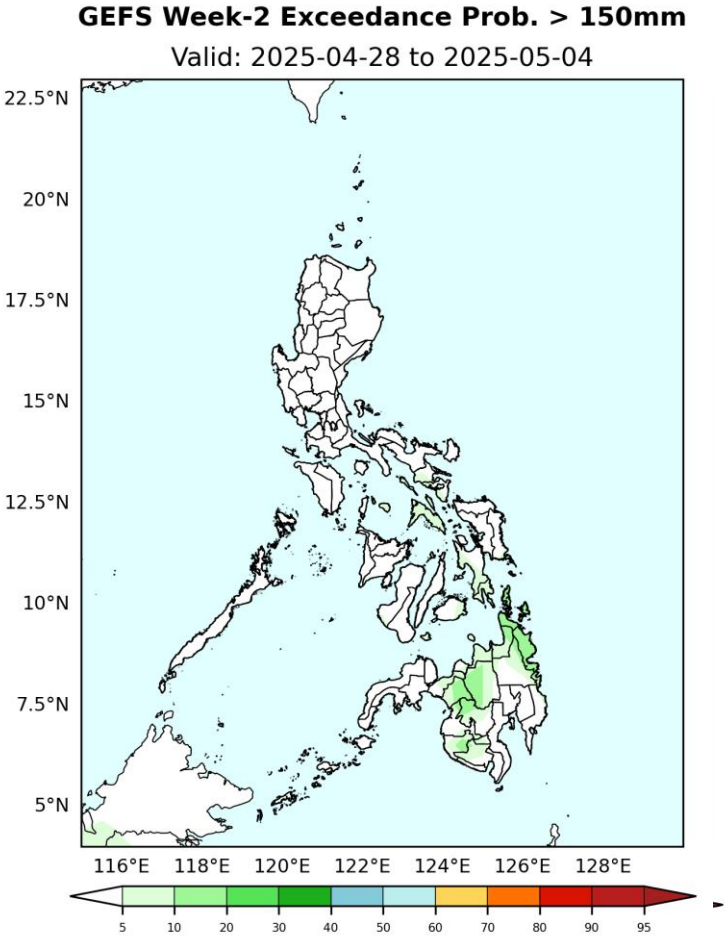 GEFS Week-2 Exceedance Prob. > 150mm
Valid: 2025-04-28 to 2025-05-04
22.5°N
20°N
17.5°N
15°N
12.5°N
10°N
7.5°N
5°N
116°E 118°E 120°E 122°E 124°E 126°E 128°E
5 10 20 30 40 50 60 70 80 90 95